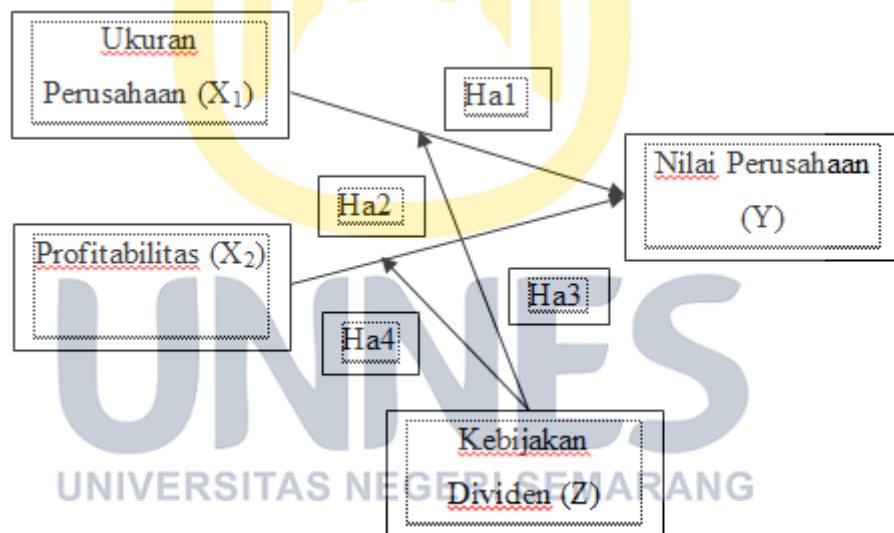 Ukuran
Perusahaan (X₁)
Ha1
Nilai Perusahaan
(Y)
Ha2
Profitabilitas (X₂)
Ha3
Ha4
UNNES
Kebijakan
Dividen (Z)
UNIVERSITAS NEGERI SEMARANG